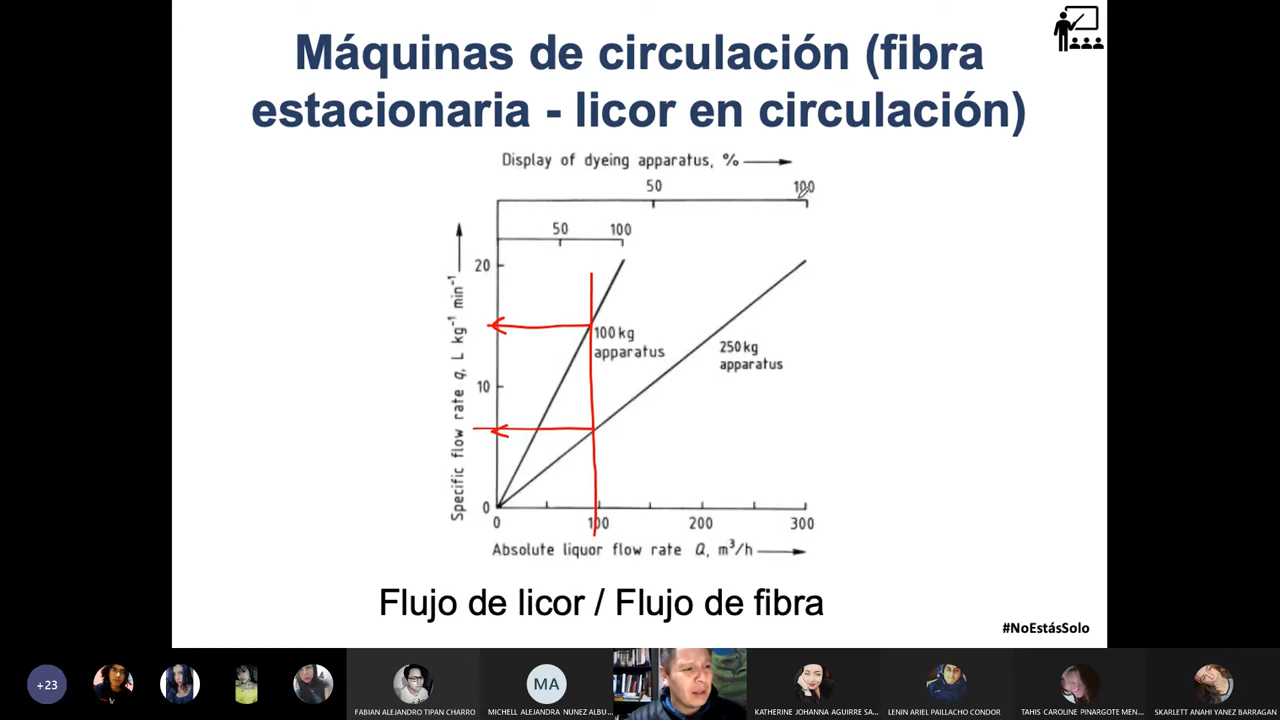 Máquinas de circulación (fibra
estacionaria - licor en circulación)
Display of dyeing apparatus, %
50
100
50
100
20
10
0
Specific flow rate q, L kg⁻¹ min⁻¹
100 kg
apparatus
250 kg
apparatus
0
100
200
300
Absolute liquor flow rate Q, m³/h
Flujo de licor / Flujo de fibra
#NoEstásSolo
+23
FABIAN ALEJANDRO TIPAN CHARRO
MA
MICHELL ALEJANDRA NUNEZ ALBU...
KATHERINE JOHANNA AGUIRRE SA...
LENIN ARIEL PAILLACHO CONDOR
TAHIS CAROLINE PINARGOTE MEN...
SKARLETT ANAHI YANEZ BARRAGAN